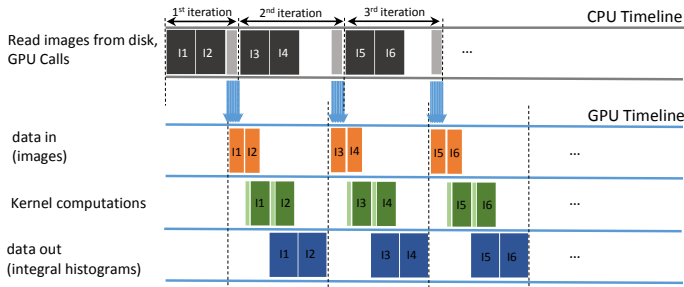 1st iteration 2nd iteration 3rd iteration CPU Timeline
Read images from disk,
GPU Calls
I1 I2 I3 I4 I5 I6 ...
GPU Timeline
data in
(images)
I1 I2 I3 I4 I5 I6 ...
Kernel computations
I1 I2 I3 I4 I5 I6 ...
data out
(integral histograms)
I1 I2 I3 I4 I5 I6 ...